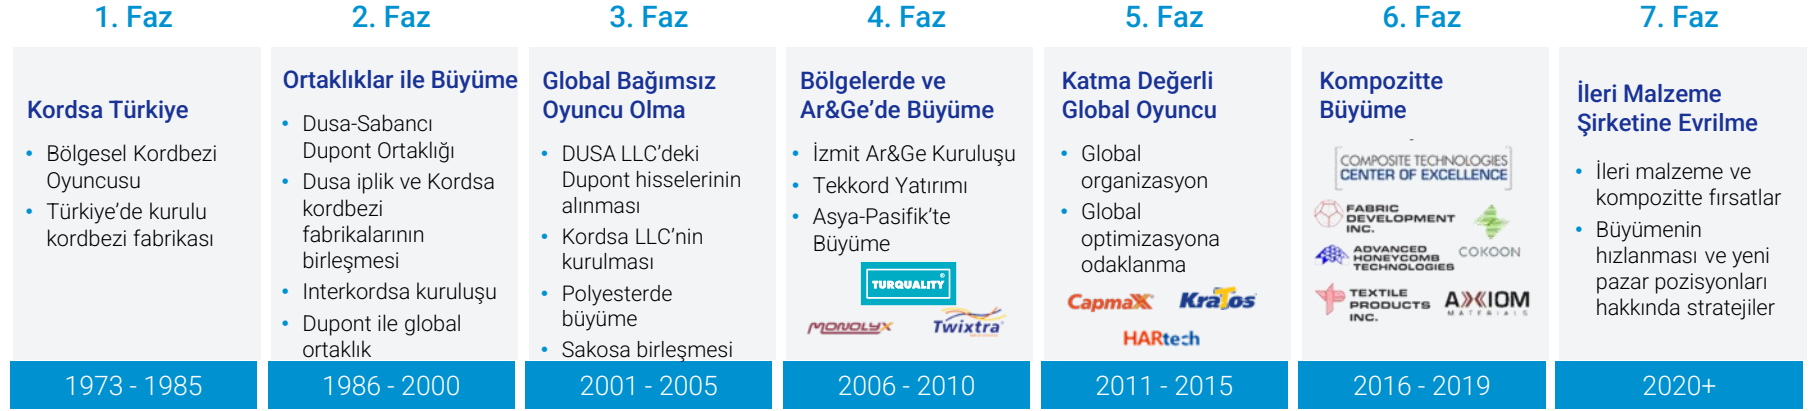 1. Faz
Kordsa Türkiye
• Bölgesel Kordbezi
Oyuncusu
• Türkiye’de kurulu
kordbezi fabrikası
1973 - 1985
2. Faz
Ortaklıklar ile Büyüme
• Dusa-Sabancı
Dupont Ortaklığı
• Dusa iplik ve Kordsa
kordbezi
fabrikalarının
birleşmesi
• Interkordsa kuruluşu
• Dupont ile global
ortaklık
1986 - 2000
3. Faz
Global Bağımsız
Oyuncu Olma
• DUSA LLC’deki
Dupont hisselerinin
alınması
• Kordsa LLC’nin
kurulması
• Polyesterde
büyüme
• Sakosa birleşmesi
2001 - 2005
4. Faz
Bölgelerde ve
Ar&Ge’de Büyüme
• İzmit Ar&Ge Kuruluşu
• Tekkord Yatırımı
• Asya-Pasifik’te
Büyüme
TURQUALITY
MONOLYX
Twixtra
2006 - 2010
5. Faz
Katma Değerli
Global Oyuncu
• Global
organizasyon
• Global
optimizasyona
odaklanma
CapmaX
KraTos
HARtech
2011 - 2015
6. Faz
Kompozitte
Büyüme
COMPOSITE TECHNOLOGIES
CENTER OF EXCELLENCE
FABRIC
DEVELOPMENT
INC.
ADVANCED
HONEYCOMB
TECHNOLOGIES
COKOON
TEXTILE
PRODUCTS
INC.
AXIOM
MATERIALS
2016 - 2019
7. Faz
İleri Malzeme
Şirketine Evrilme
• İleri malzeme ve
kompozitte fırsatlar
• Büyümenin
hızlanması ve yeni
pazar pozisyonları
hakkında stratejiler
2020+